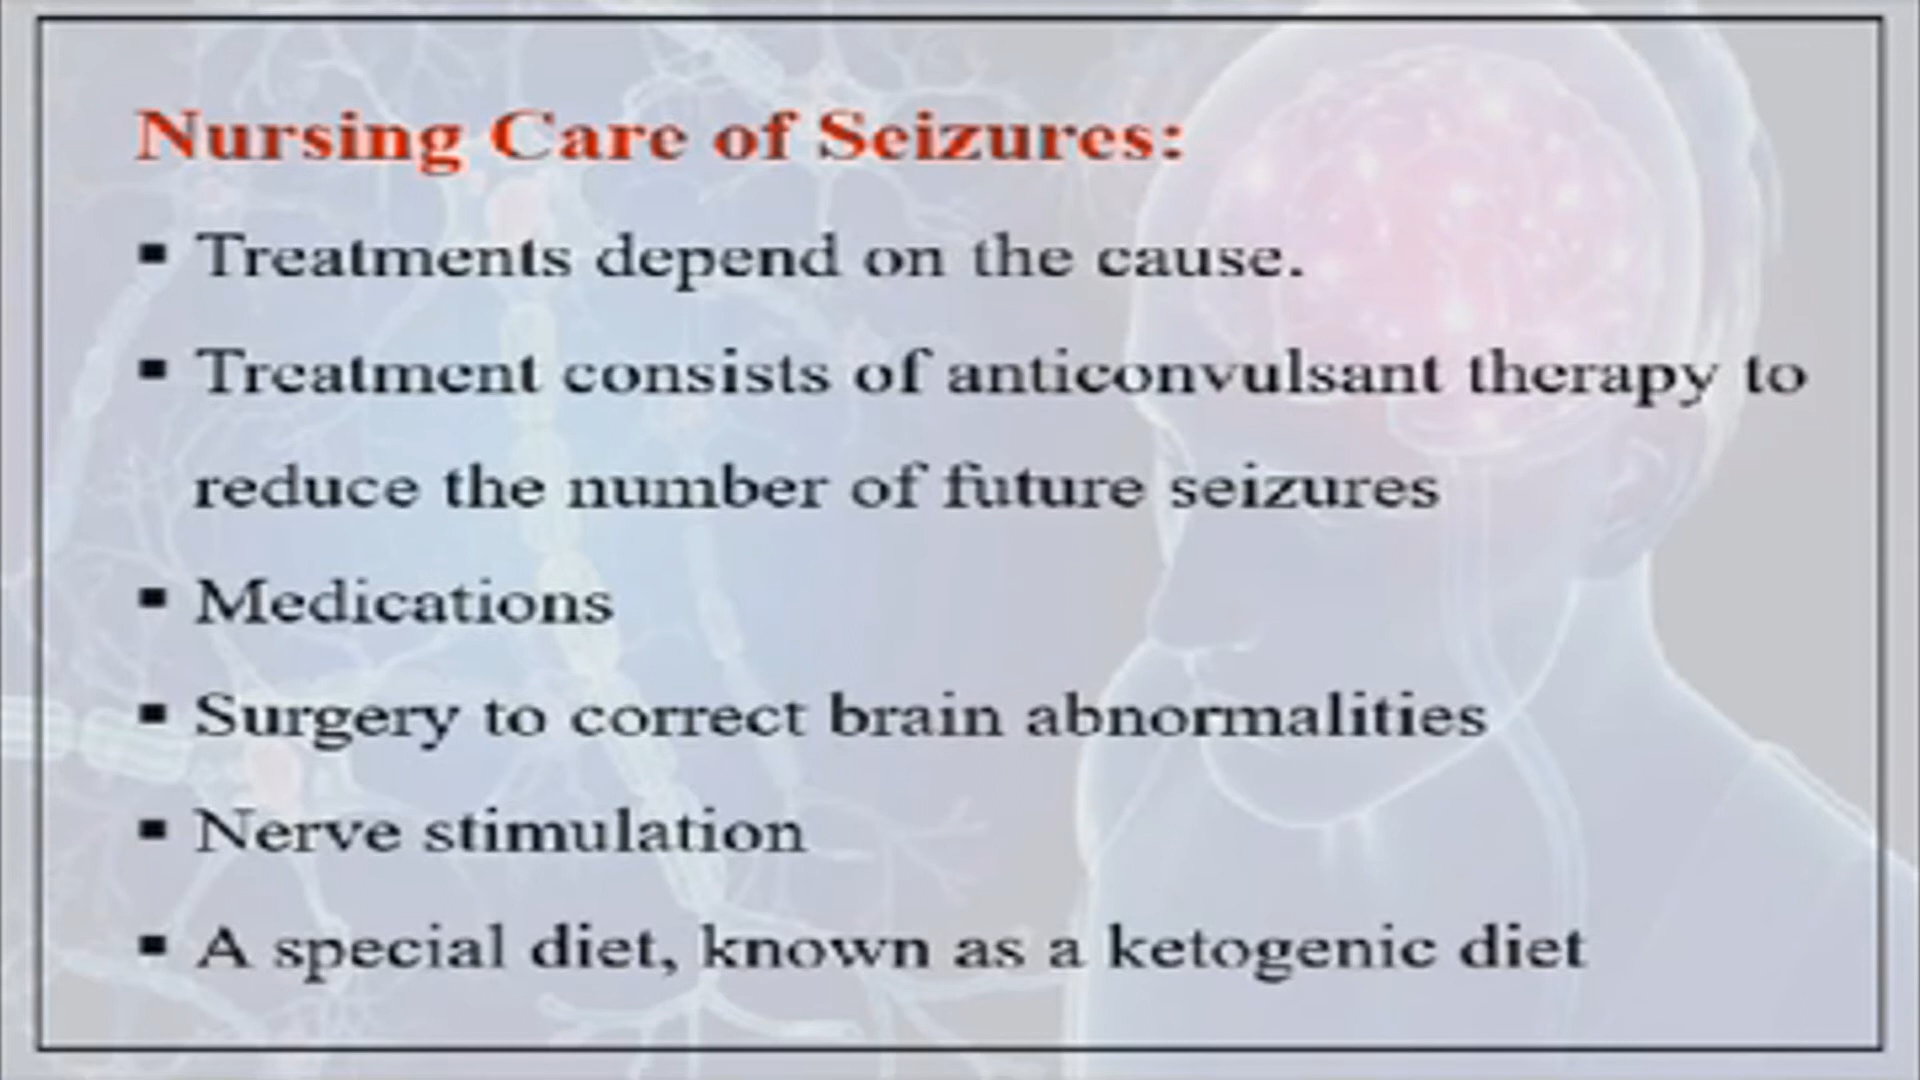 Nursing Care of Seizures:
▪ Treatments depend on the cause.
▪ Treatment consists of anticonvulsant therapy to
reduce the number of future seizures
▪ Medications
▪ Surgery to correct brain abnormalities
▪ Nerve stimulation
▪ A special diet, known as a ketogenic diet